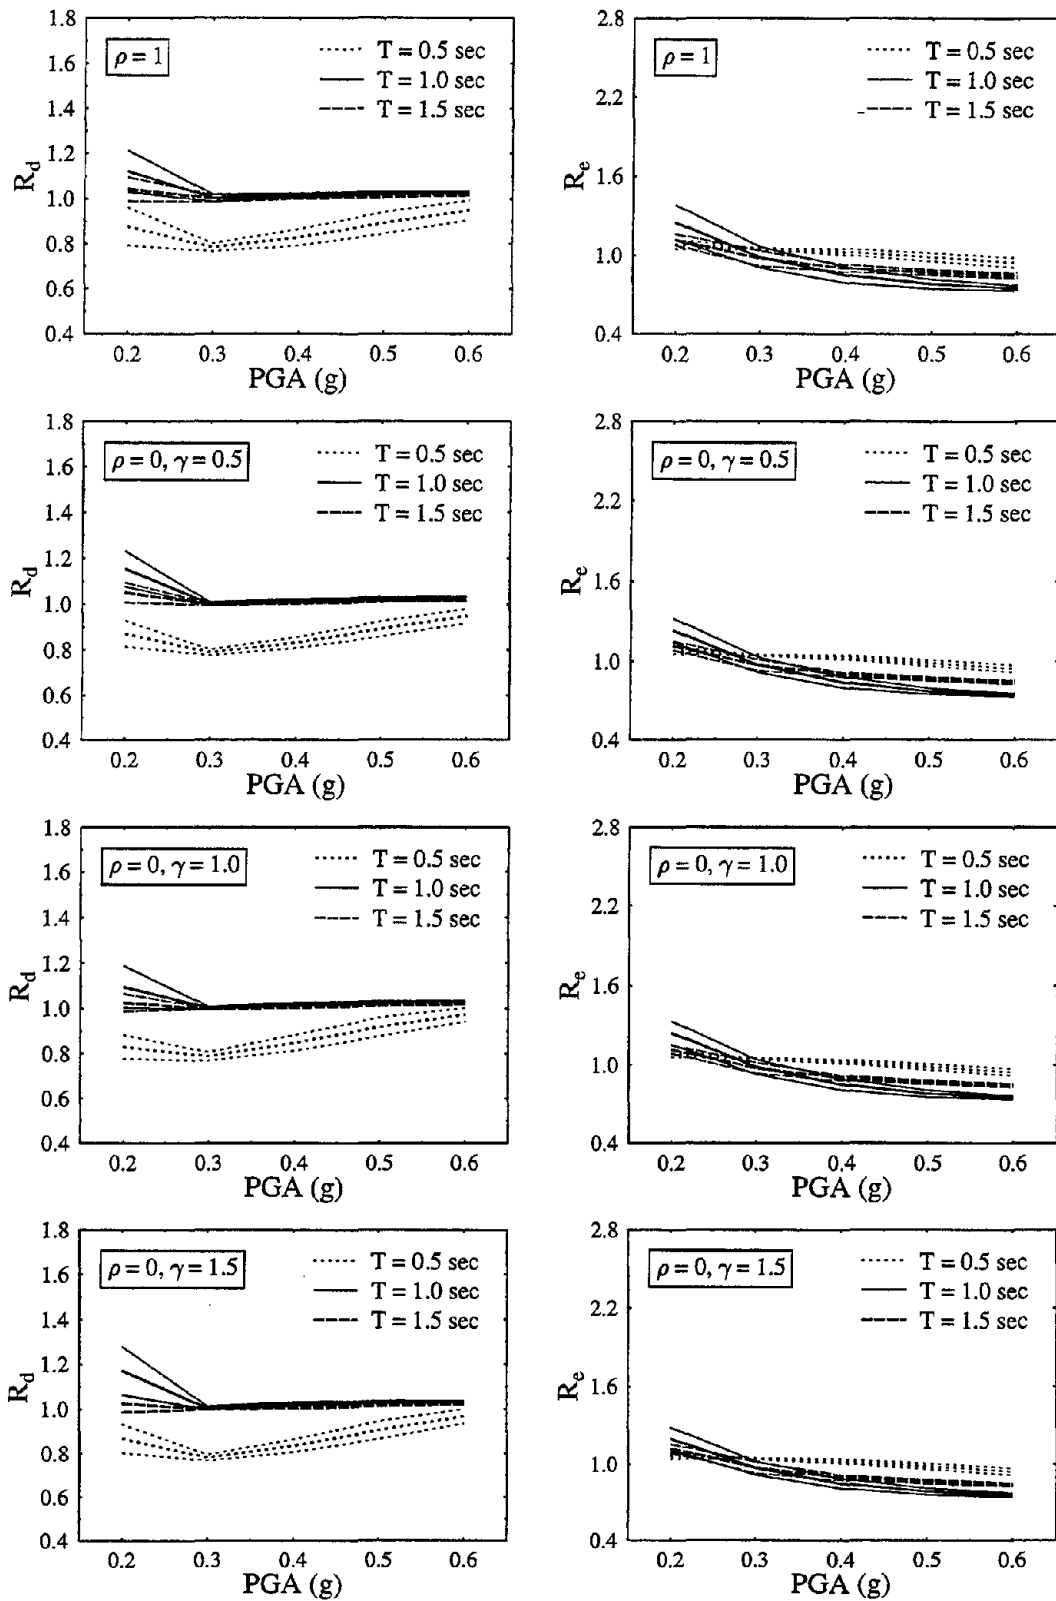 1.8
1.6
1.4
1.2
1.0
0.8
0.6
0.4
R_d
ρ = 1
T = 0.5 sec
T = 1.0 sec
T = 1.5 sec
0.2 0.3 0.4 0.5 0.6
PGA (g)
2.8
2.2
1.6
1.0
0.4
R_e
ρ = 1
T = 0.5 sec
T = 1.0 sec
T = 1.5 sec
0.2 0.3 0.4 0.5 0.6
PGA (g)
1.8
1.6
1.4
1.2
1.0
0.8
0.6
0.4
R_d
ρ = 0, γ = 0.5
T = 0.5 sec
T = 1.0 sec
T = 1.5 sec
0.2 0.3 0.4 0.5 0.6
PGA (g)
2.8
2.2
1.6
1.0
0.4
R_e
ρ = 0, γ = 0.5
T = 0.5 sec
T = 1.0 sec
T = 1.5 sec
0.2 0.3 0.4 0.5 0.6
PGA (g)
1.8
1.6
1.4
1.2
1.0
0.8
0.6
0.4
R_d
ρ = 0, γ = 1.0
T = 0.5 sec
T = 1.0 sec
T = 1.5 sec
0.2 0.3 0.4 0.5 0.6
PGA (g)
2.8
2.2
1.6
1.0
0.4
R_e
ρ = 0, γ = 1.0
T = 0.5 sec
T = 1.0 sec
T = 1.5 sec
0.2 0.3 0.4 0.5 0.6
PGA (g)
1.8
1.6
1.4
1.2
1.0
0.8
0.6
0.4
R_d
ρ = 0, γ = 1.5
T = 0.5 sec
T = 1.0 sec
T = 1.5 sec
0.2 0.3 0.4 0.5 0.6
PGA (g)
2.8
2.2
1.6
1.0
0.4
R_e
ρ = 0, γ = 1.5
T = 0.5 sec
T = 1.0 sec
T = 1.5 sec
0.2 0.3 0.4 0.5 0.6
PGA (g)